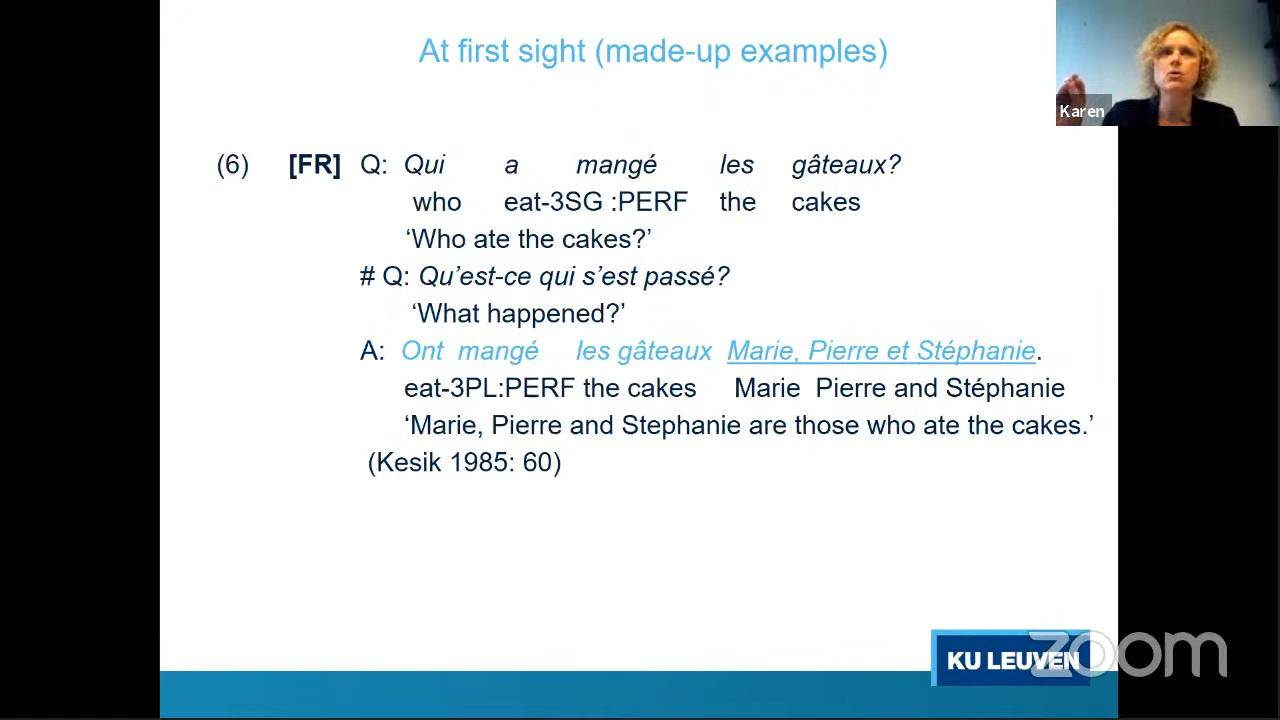 At first sight (made-up examples)
Karen
(6) [FR] Q: Qui a mangé les gâteaux?
who eat-3SG :PERF the cakes
‘Who ate the cakes?’
# Q: Qu’est-ce qui s’est passé?
‘What happened?’
A: Ont mangé les gâteaux Marie, Pierre et Stéphanie.
eat-3PL:PERF the cakes Marie Pierre and Stéphanie
‘Marie, Pierre and Stephanie are those who ate the cakes.’
(Kesik 1985: 60)
KU LEUVEN
zoom